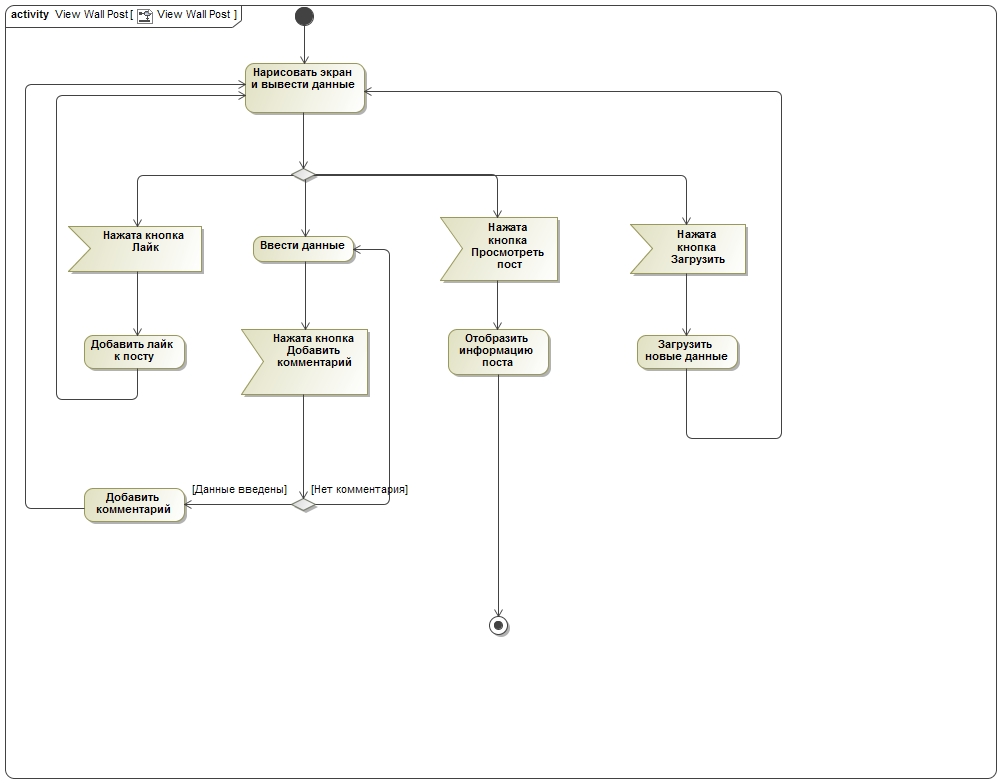 activity View Wall Post [ View Wall Post ]
Нарисовать экран
и вывести данные
Нажата кнопка
Лайк
Ввести данные
Нажата
кнопка
Просмотреть
пост
Нажата
кнопка
Загрузить
Добавить лайк
к посту
Нажата кнопка
Добавить
комментарий
Отобразить
информацию
поста
Загрузить
новые данные
[Данные введены]
[Нет комментария]
Добавить
комментарий